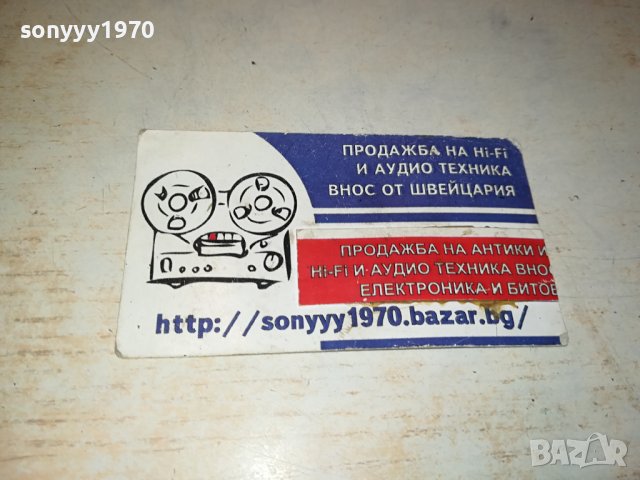 sonyyy1970
ПРОДАЖБА НА Hi-Fi
И АУДИО ТЕХНИКА
ВНОС ОТ ШВЕЙЦАРИЯ
ПРОДАЖБА НА АНТИКИ И
Hi-Fi И АУДИО ТЕХНИКА ВНОС
ЕЛЕКТРОНИКА И БИТОВ
http://sonyyy1970.bazar.bg/
BAZAR